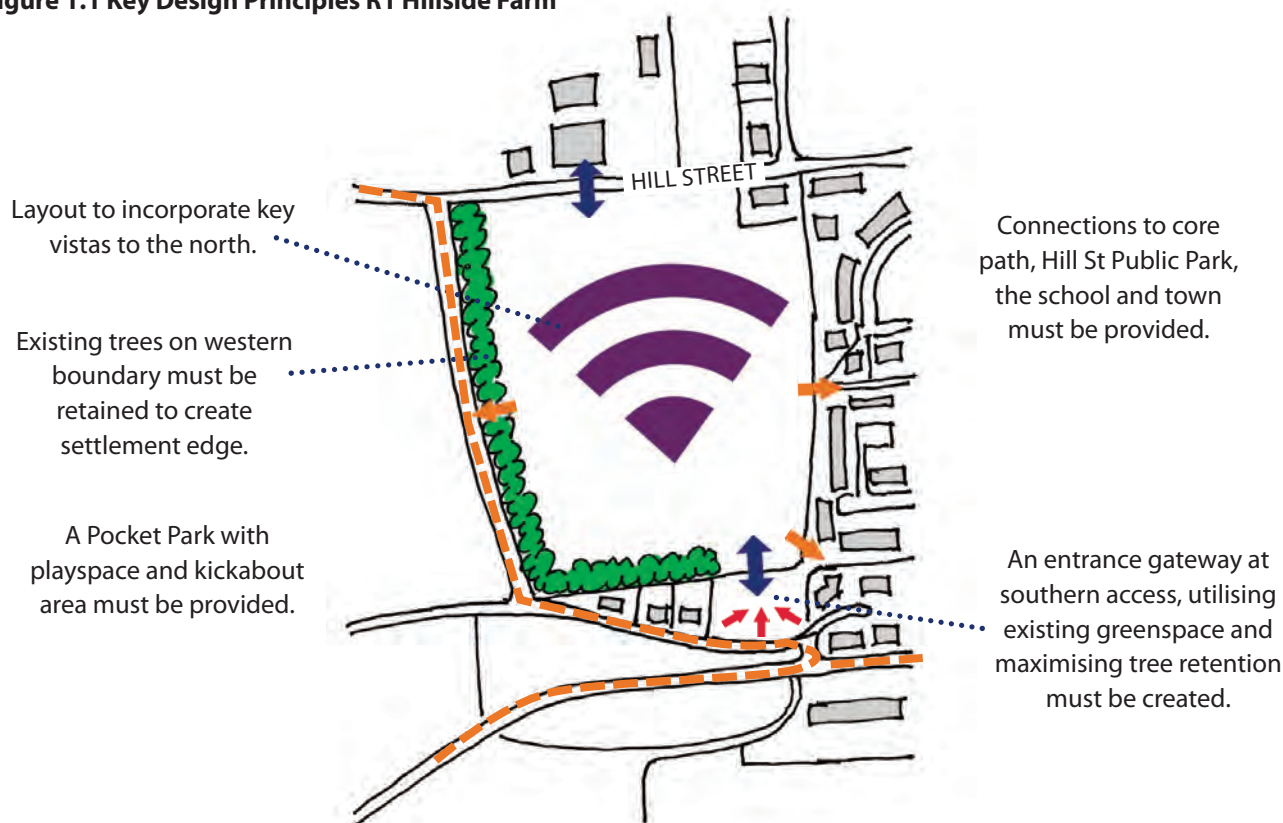 Figure 1.1 Key Design Principles R1 Hillside Farm
HILL STREET
Layout to incorporate key
vistas to the north.
Existing trees on western
boundary must be
retained to create
settlement edge.
A Pocket Park with
playspace and kickabout
area must be provided.
Connections to core
path, Hill St Public Park,
the school and town
must be provided.
An entrance gateway at
southern access, utilising
existing greenspace and
maximising tree retention
must be created.